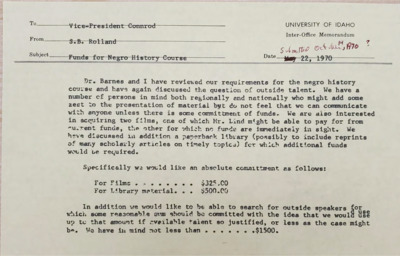 To Vice-President Connrod
UNIVERSITY OF IDAHO
Inter-Office Memorandum
From S.B. Rolland
Subject Funds for Negro History Course
Date May 22, 1970
Dr. Barnes and I have reviewed our requirements for the negro history
course and have again discussed the question of outside talent. We have a
number of persons in mind both regionally and nationally who might add some
zest to the presentation of material but do not feel that we can communicate
with anyone unless there is some commitment of funds. We are also interested
in acquiring two films, one of which Mr. Lind might be able to pay for from
current funds, the other for which no funds are immediately in sight. We
have discussed in addition a paperback library (possibly to include reprints
of many scholarly articles on timely topics) for which additional funds
would be required.
Specifically we would like an absolute commitment as follows:
For Films . . . . . . . . $325.00
For Library material . . . $500.00
In addition we would like to be able to search for outside speakers for
which some reasonable sum should be committed with the idea that we would use
up to that amount if available talent so justified, or less as the case might
be. We have in mind not less than . . . . . . .$1500.